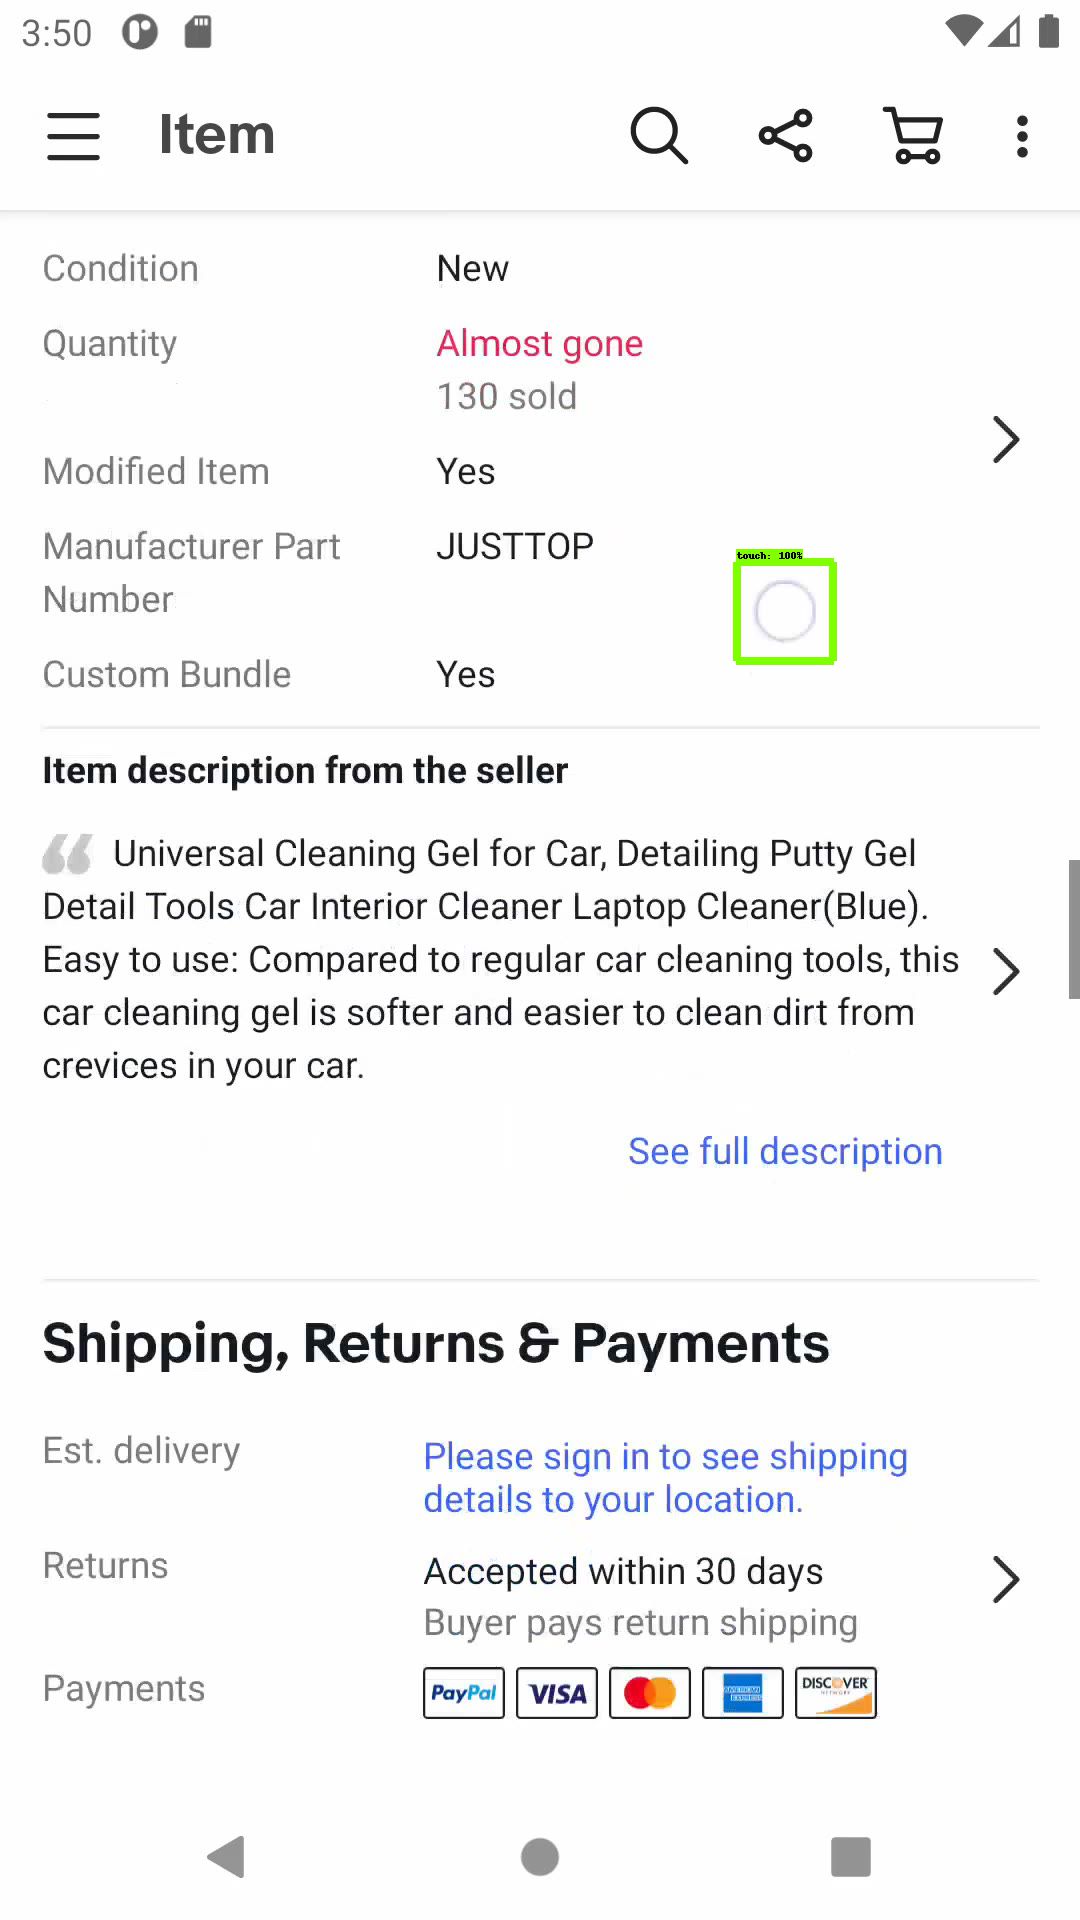 3:50
Item
Condition New
Quantity Almost gone
130 sold
Modified Item Yes
Manufacturer Part JUSTTOP
Number
touch: 100%
Custom Bundle Yes
Item description from the seller
“ Universal Cleaning Gel for Car, Detailing Putty Gel
Detail Tools Car Interior Cleaner Laptop Cleaner(Blue).
Easy to use: Compared to regular car cleaning tools, this
car cleaning gel is softer and easier to clean dirt from
crevices in your car.
See full description
Shipping, Returns & Payments
Est. delivery Please sign in to see shipping
details to your location.
Returns Accepted within 30 days
Buyer pays return shipping
Payments PayPal VISA AMERICAN EXPRESS DISCOVER NETWORK